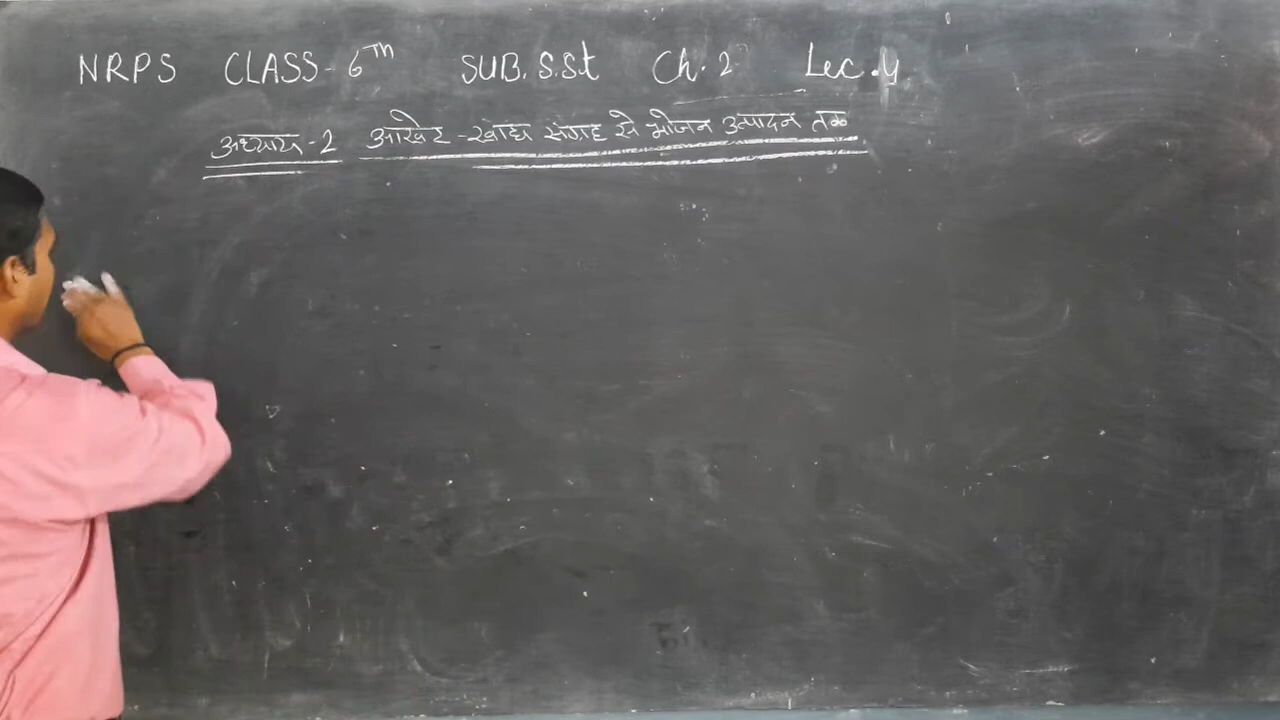 NRPS CLASS-6Th SUB.S.St Ch.2 Lec.4
अध्याय-2 आखेट-खाद्य संग्रह से भोजन उत्पादन तक